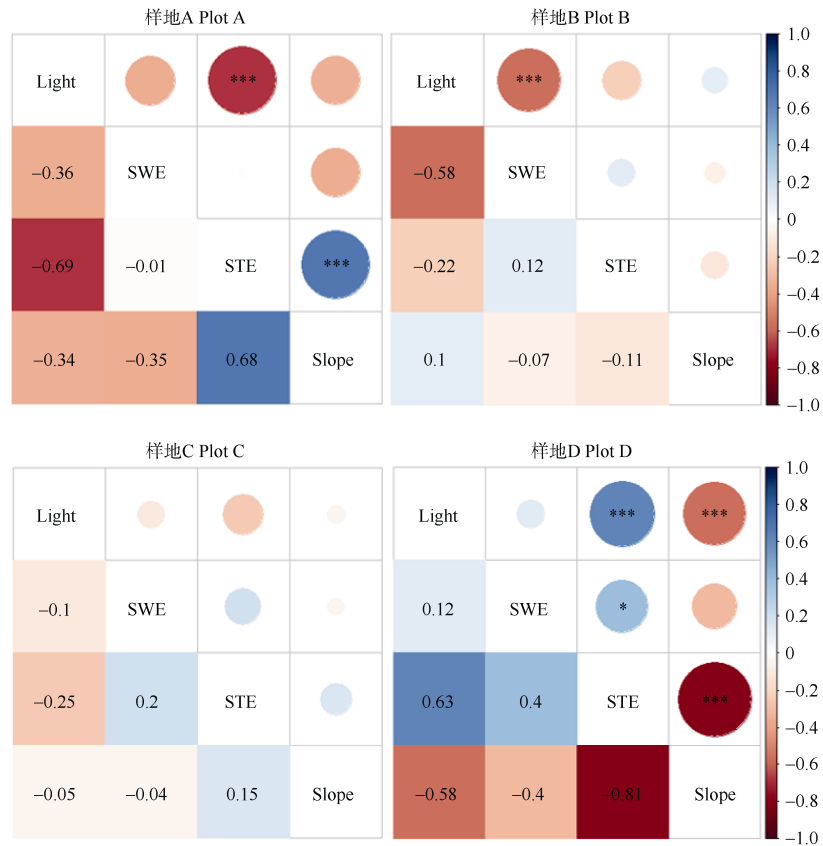 样地A Plot A
样地B Plot B
Light
***
***
1.0
0.8
0.6
0.4
0.2
0
−0.2
−0.4
−0.6
−0.8
−1.0
−0.36
SWE
−0.58
SWE
−0.69
−0.01
STE
***
−0.22
0.12
STE
−0.34
−0.35
0.68
Slope
0.1
−0.07
−0.11
Slope
Light
样地C Plot C
样地D Plot D
Light
Light
***
***
1.0
0.8
0.6
0.4
0.2
0
−0.2
−0.4
−0.6
−0.8
−1.0
−0.1
SWE
0.12
SWE
*
−0.25
0.2
STE
0.63
0.4
STE
***
−0.05
−0.04
0.15
Slope
−0.58
−0.4
−0.81
Slope